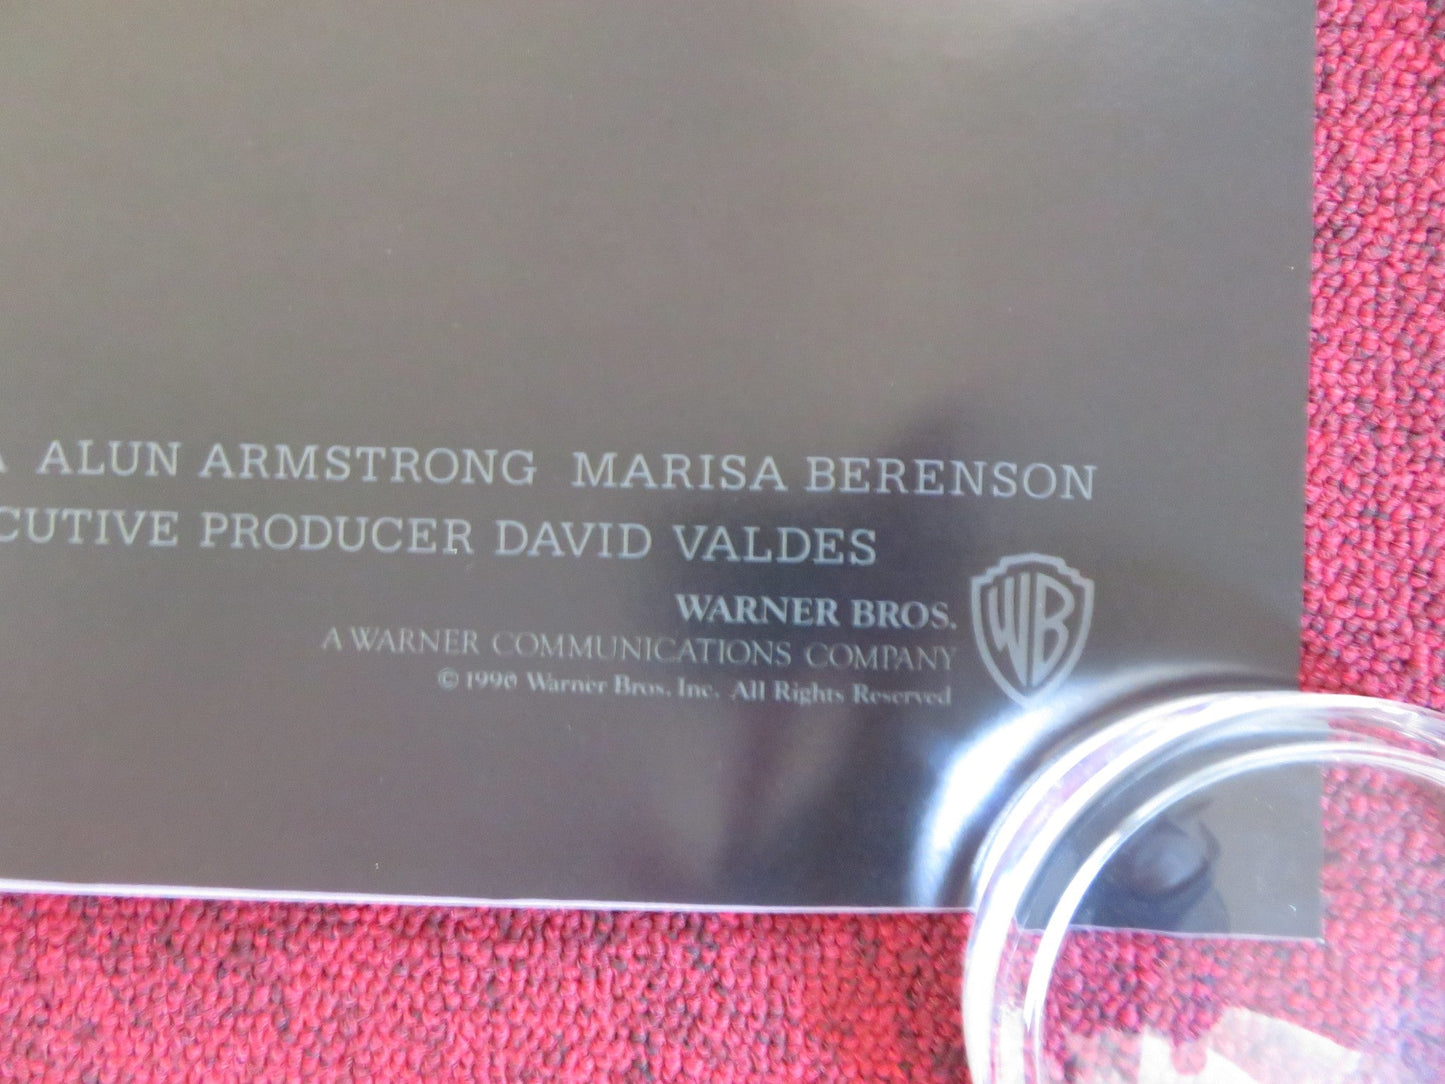 ALUN ARMSTRONG MARISA BERENSON
CUTIVE PRODUCER DAVID VALDES
WARNER BROS.
A WARNER COMMUNICATIONS COMPANY
© 1990 Warner Bros. Inc. All Rights Reserved
WB